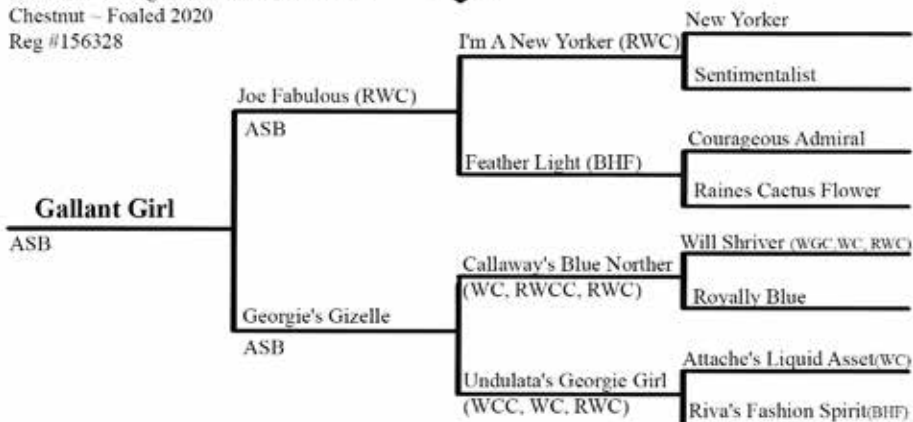 Chestnut – Foaled 2020
Reg #156328
New Yorker
I'm A New Yorker (RWC)
Sentimentalist
Joe Fabulous (RWC)
ASB
Courageous Admiral
Feather Light (BHF)
Raines Cactus Flower
Gallant Girl
ASB
Will Shriver (WGC,WC, RWC)
Callaway's Blue Norther
(WC, RWCC, RWC)
Royally Blue
Georgie's Gizelle
ASB
Attache's Liquid Asset(WC)
Undulata's Georgie Girl
(WCC, WC, RWC)
Riva's Fashion Spirit(BHF)